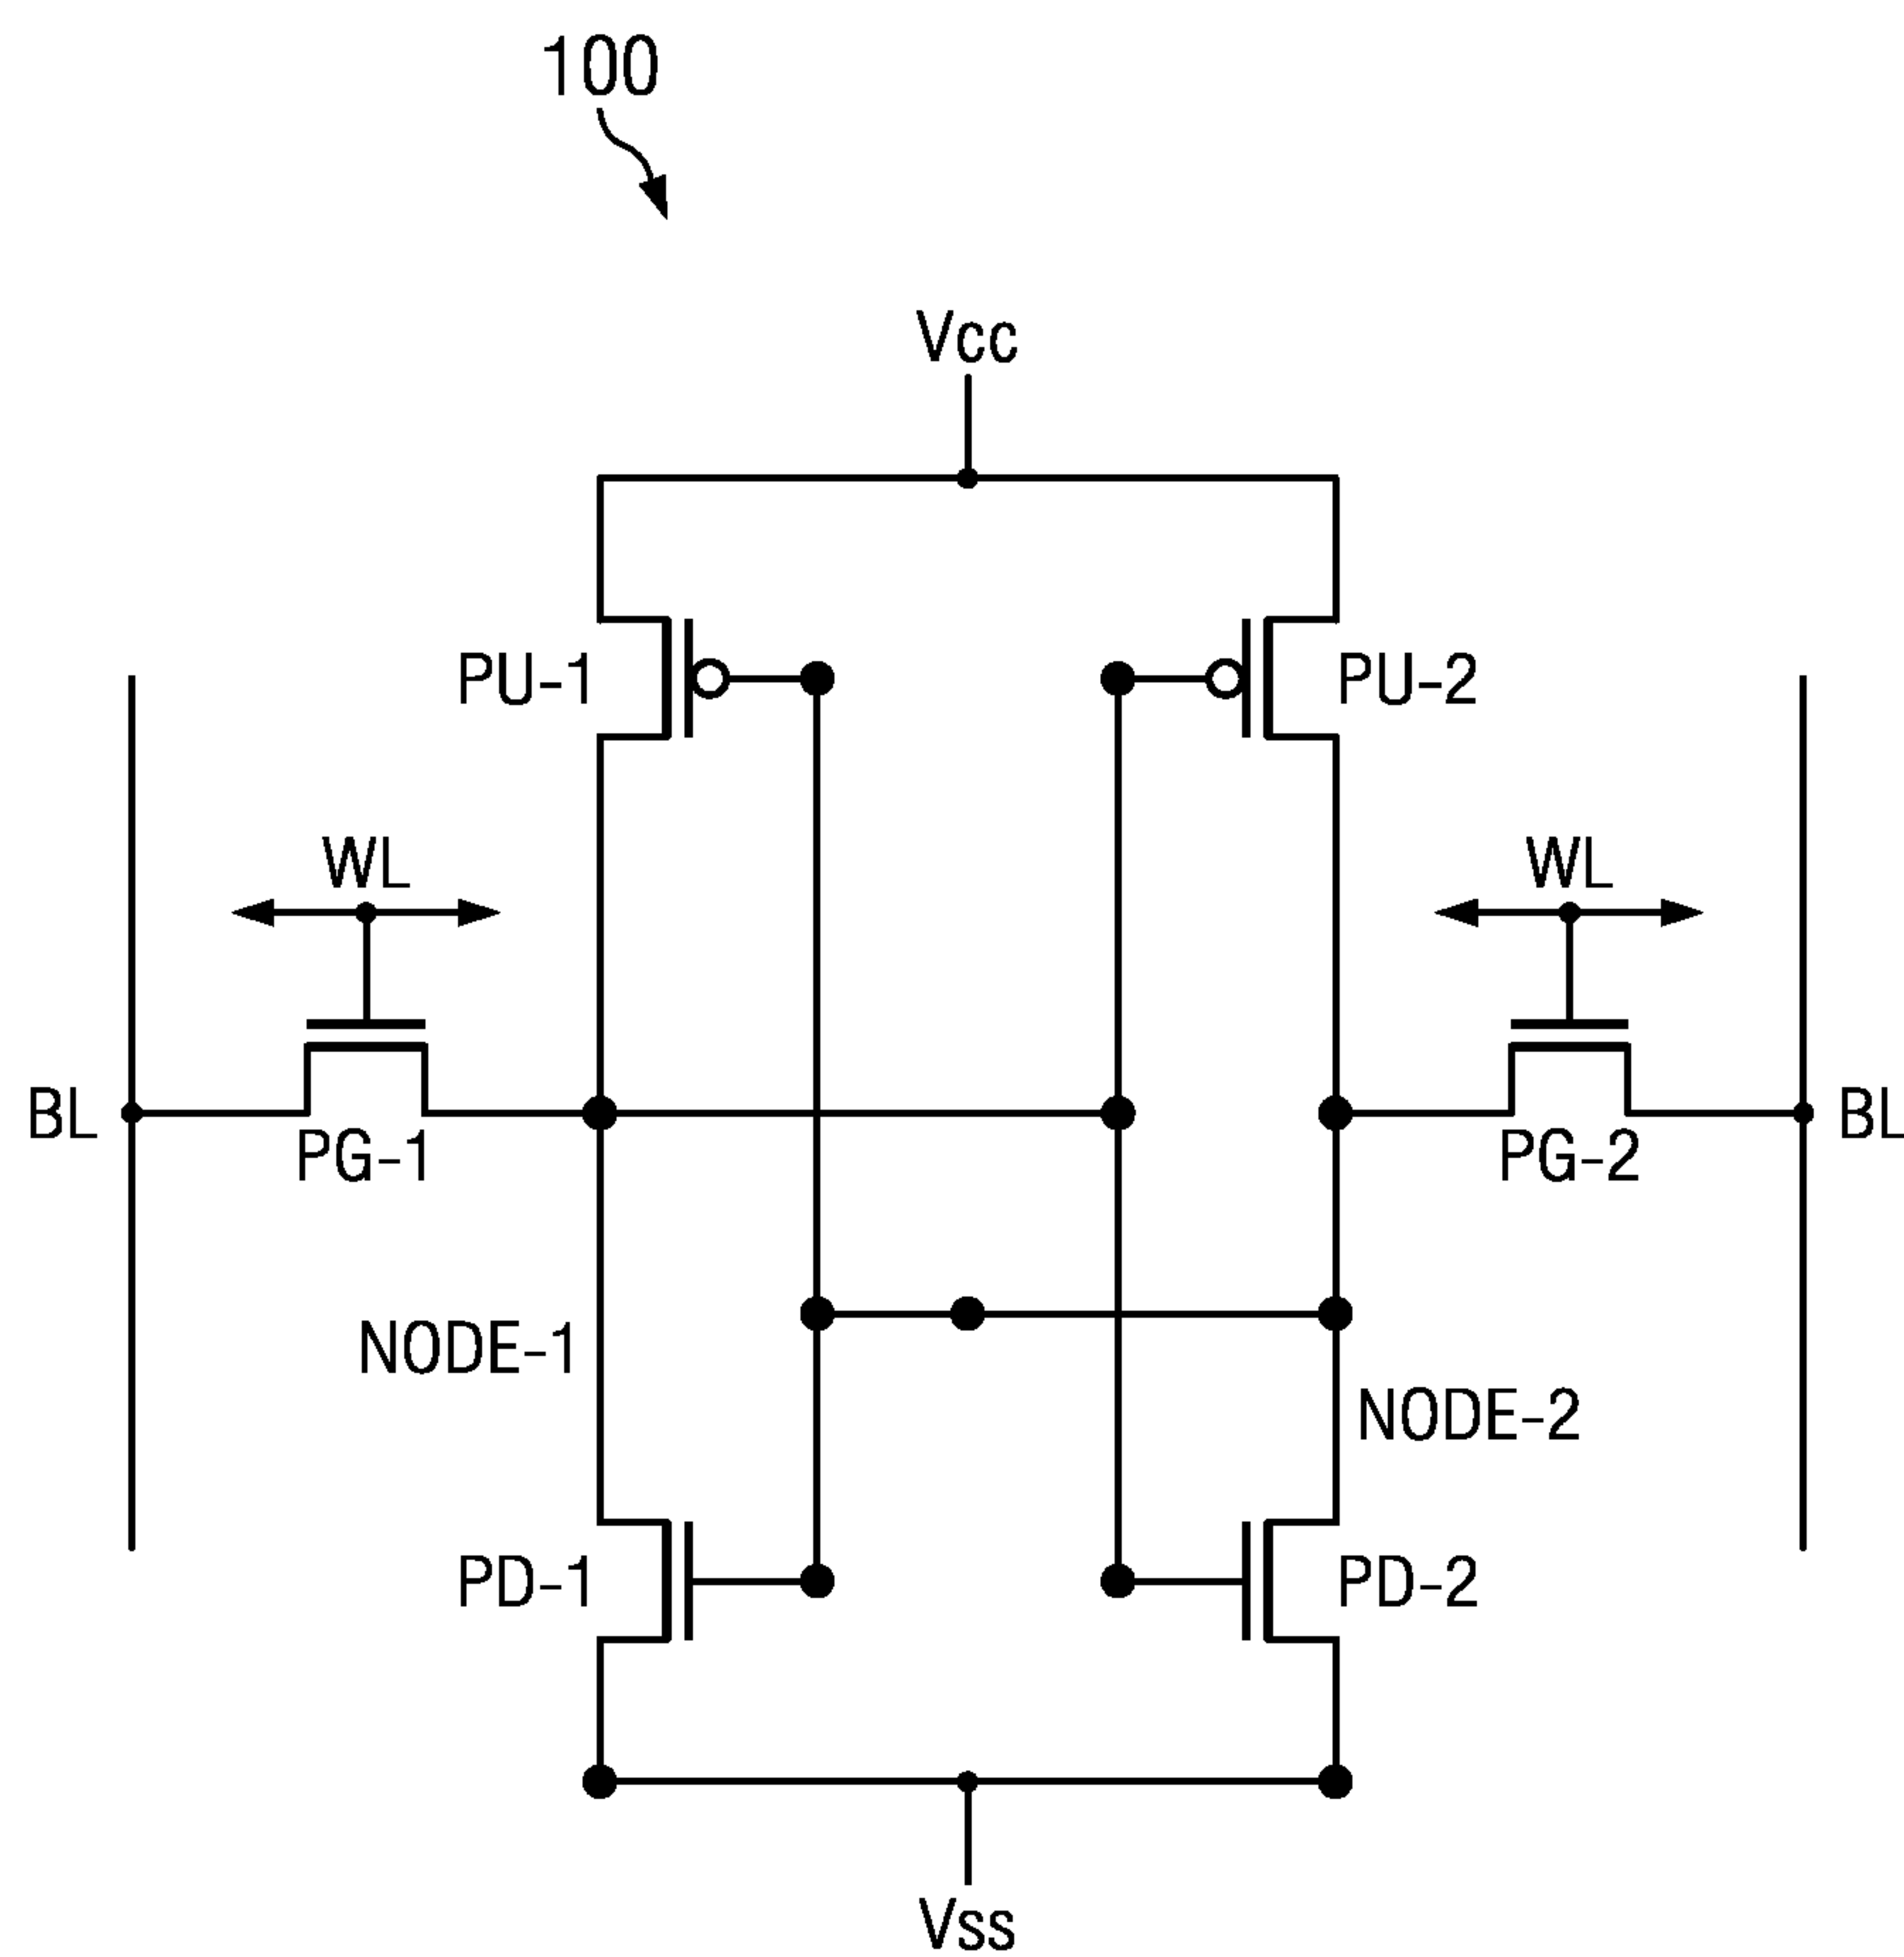 100
Vcc
PU-1
PU-2
WL
WL
BL
PG-1
PG-2
BL
NODE-1
NODE-2
PD-1
PD-2
Vss